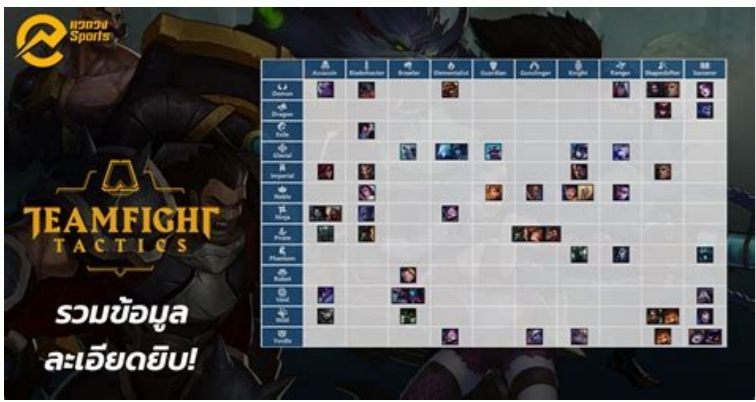 แวดวง
Sports
Assassin Blademaster Brawler Elementalist Guardian Gunslinger Knight Ranger Shapeshifter Sorcerer
Demon
Dragon
Exile
Glacial
Imperial
Noble
Ninja
Pirate
Phantom
Robot
Void
Wild
Yordle
TEAMFIGHT
TACTICS
รวมข้อมูล
ละเอียดยิบ!